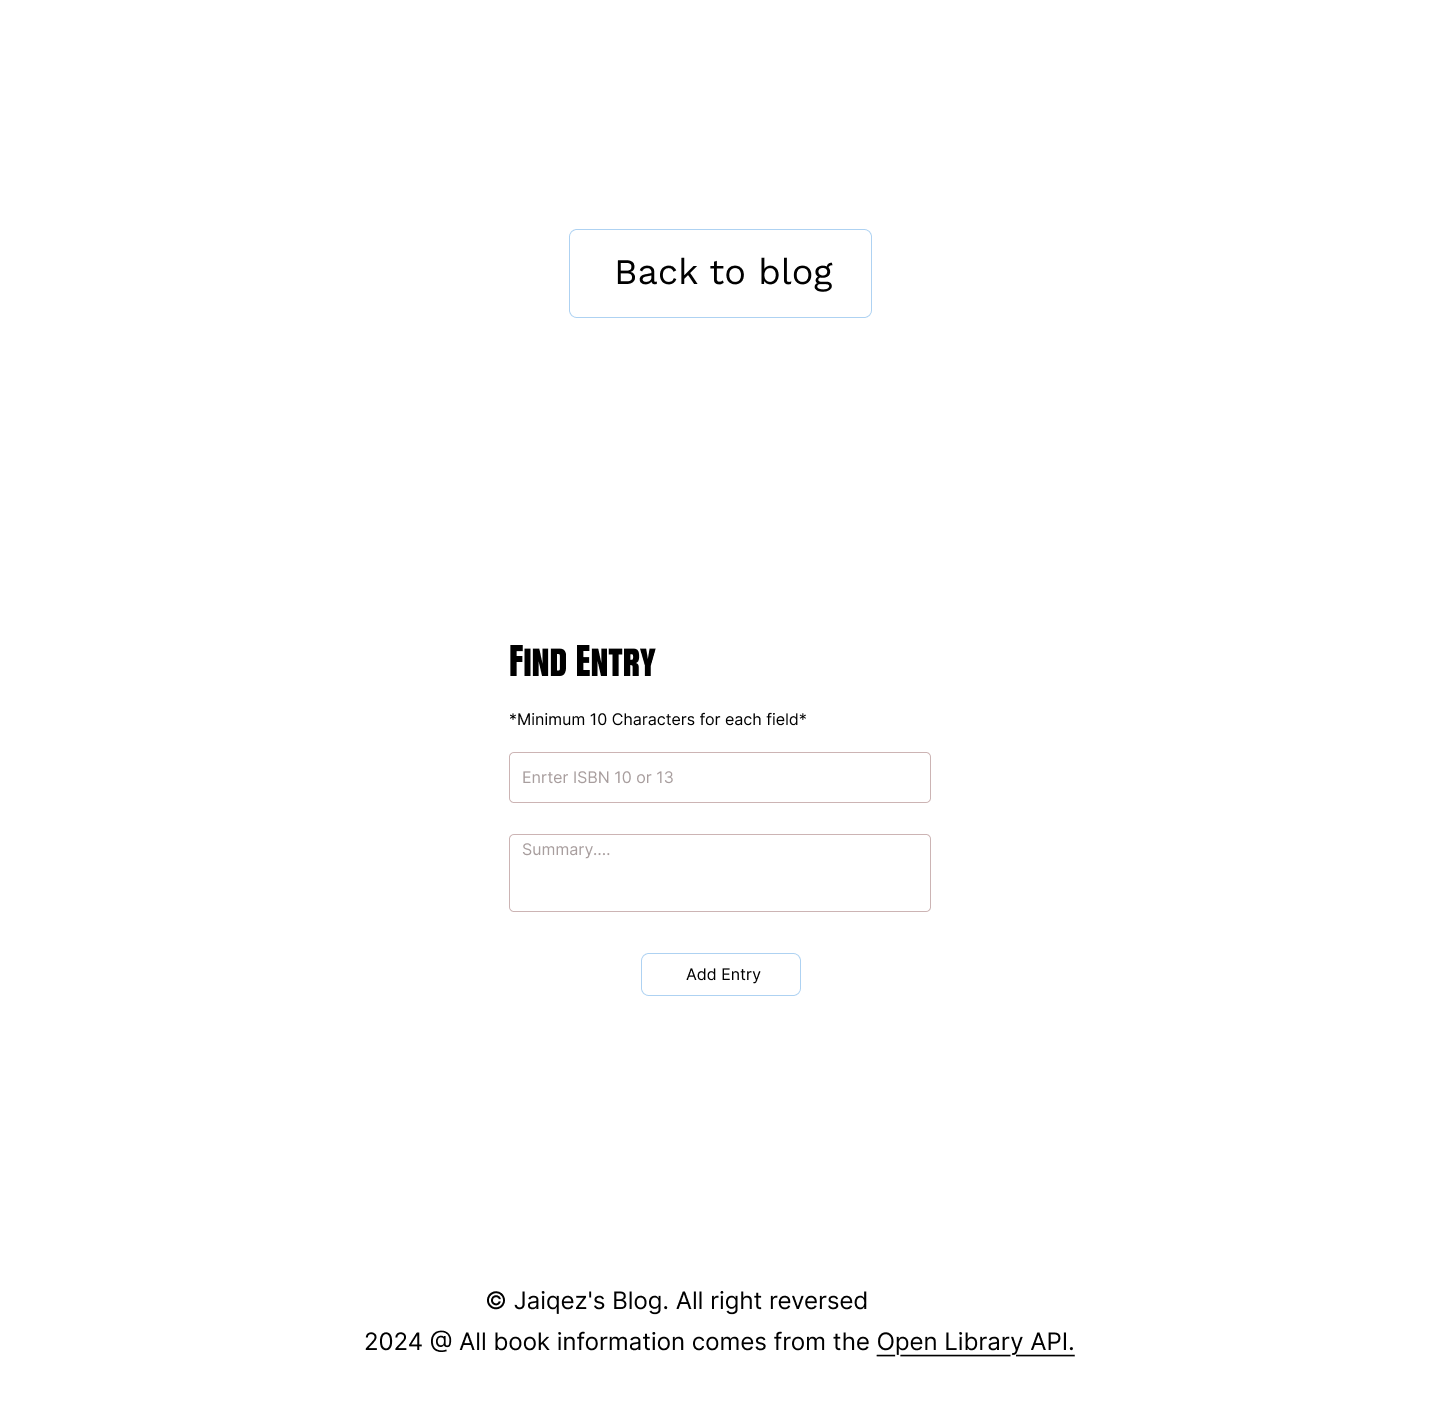 Back to blog
Find Entry
*Minimum 10 Characters for each field*
Enrter ISBN 10 or 13
Summary....
Add Entry
© Jaiqez's Blog. All right reversed
2024 @ All book information comes from the Open Library API.